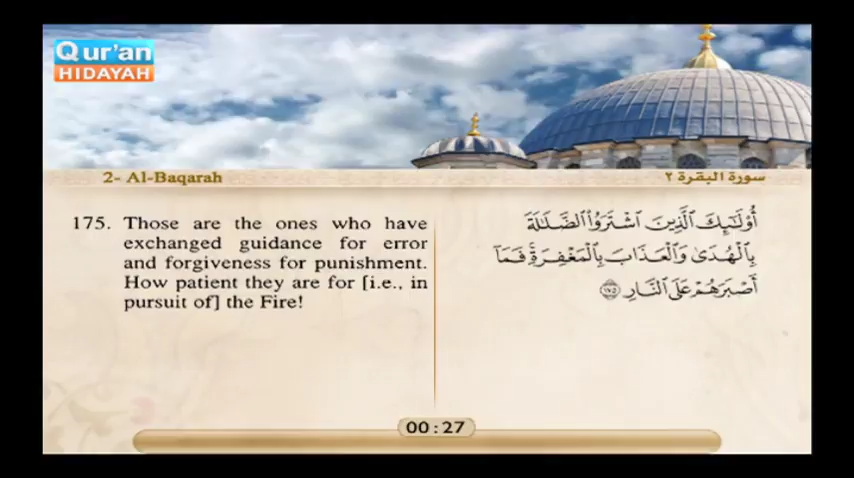 Qur'an
HIDAYAH
2- Al-Baqarah
سورة البقرة ٢
175. Those are the ones who have
exchanged guidance for error
and forgiveness for punishment.
How patient they are for [i.e., in
pursuit of] the Fire!
أُو۟لَـٰٓئِكَ ٱلَّذِينَ ٱشْتَرَوُا۟ ٱلضَّلَـٰلَةَ
بِٱلْهُدَىٰ وَٱلْعَذَابَ بِٱلْمَغْفِرَةِ ۚ فَمَآ
أَصْبَرَهُمْ عَلَى ٱلنَّارِ ١٧٥
00:27